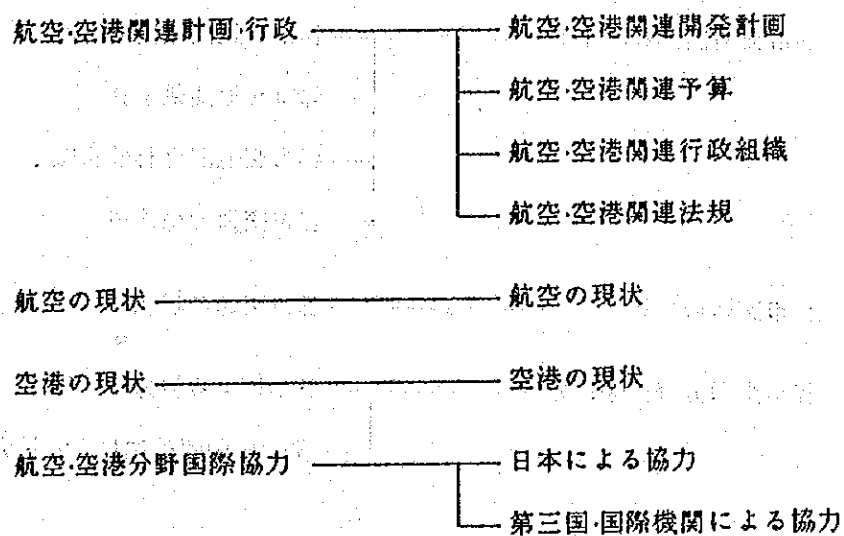 航空·空港関連計画·行政
航空·空港関連開発計画
航空·空港関連予算
航空·空港関連行政組織
航空·空港関連法規
航空の現状
航空の現状
空港の現状
空港の現状
航空·空港分野国際協力
日本による協力
第三国·国際機関による協力